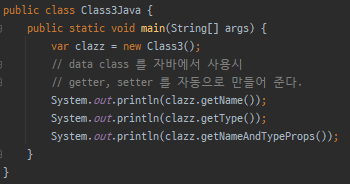 public class Class3Java {
public static void main(String[] args) {
var clazz = new Class3();
// data class 를 자바에서 사용시
// getter, setter 를 자동으로 만들어 준다.
System.out.println(clazz.getName());
System.out.println(clazz.getType());
System.out.println(clazz.getNameAndTypeProps());
}
}